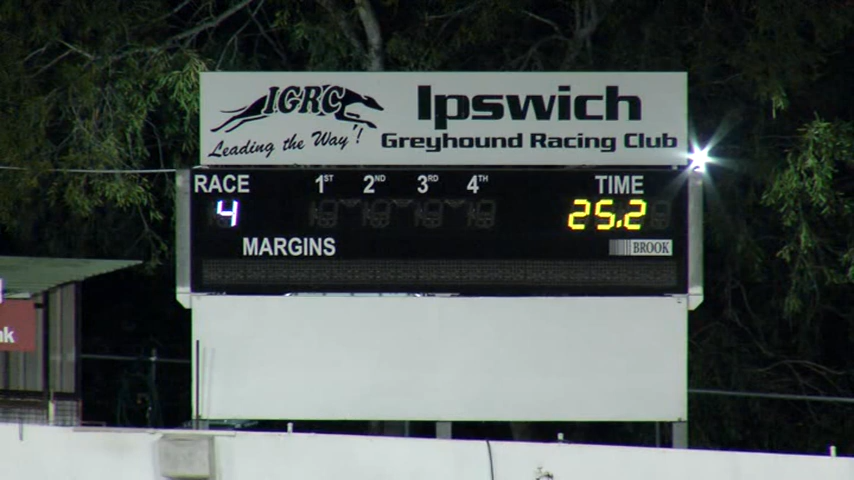 IGRC
Leading the Way!
Ipswich
Greyhound Racing Club
RACE 1ST 2ND 3RD 4TH TIME
4 25.2
MARGINS BROOK
nk